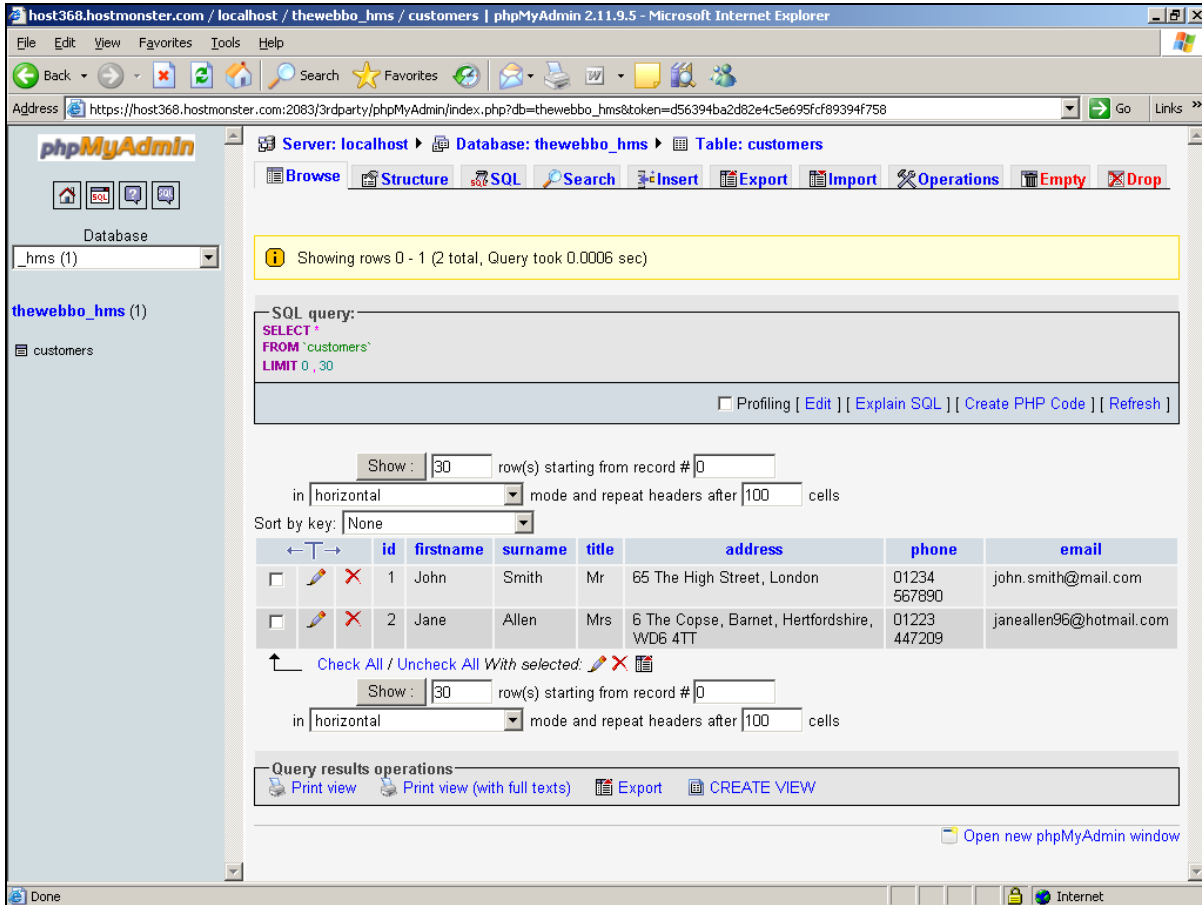 host368.hostmonster.com / localhost / thewebbo_hms / customers | phpMyAdmin 2.11.9.5 - Microsoft Internet Explorer
File Edit View Favorites Tools Help
Back Search Favorites
Address https://host368.hostmonster.com:2083/3rdparty/phpMyAdmin/index.php?db=thewebbo_hms&token=d56394ba2d82e4c5e695fcf89394f758 Go Links »
phpMyAdmin
SQL
Database
_hms (1)
thewebbo_hms (1)
customers
Server: localhost Database: thewebbo_hms Table: customers
Browse Structure SQL Search Insert Export Import Operations Empty Drop
Showing rows 0 - 1 (2 total, Query took 0.0006 sec)
SQL query:
SELECT *
FROM `customers`
LIMIT 0 , 30
Profiling [ Edit ] [ Explain SQL ] [ Create PHP Code ] [ Refresh ]
Show : 30 row(s) starting from record # 0
in horizontal mode and repeat headers after 100 cells
Sort by key: None
←T→ id firstname surname title address phone email
1 John Smith Mr 65 The High Street, London 01234 567890 john.smith@mail.com
2 Jane Allen Mrs 6 The Copse, Barnet, Hertfordshire, WD6 4TT 01223 447209 janeallen96@hotmail.com
Check All / Uncheck All With selected:
Show : 30 row(s) starting from record # 0
in horizontal mode and repeat headers after 100 cells
Query results operations
Print view Print view (with full texts) Export CREATE VIEW
Open new phpMyAdmin window
Done Internet